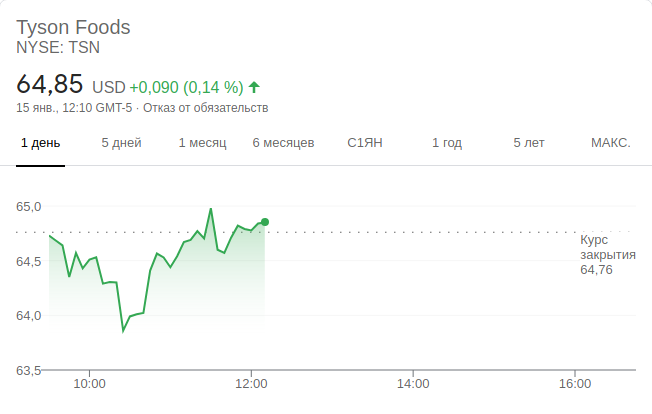 Tyson Foods
NYSE: TSN
64,85 USD +0,090 (0,14 %)
15 янв., 12:10 GMT-5 · Отказ от обязательств
1 день 5 дней 1 месяц 6 месяцев С1ЯН 1 год 5 лет МАКС.
65,0
Курс
закрытия
64,76
64,5
64,0
63,5
10:00 12:00 14:00 16:00